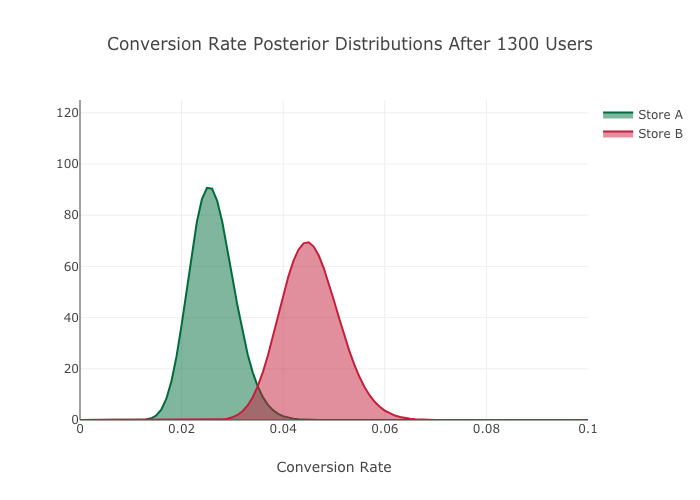 Conversion Rate Posterior Distributions After 1300 Users
120
100
80
60
40
20
0
0 0.02 0.04 0.06 0.08 0.1
Conversion Rate
Store A
Store B